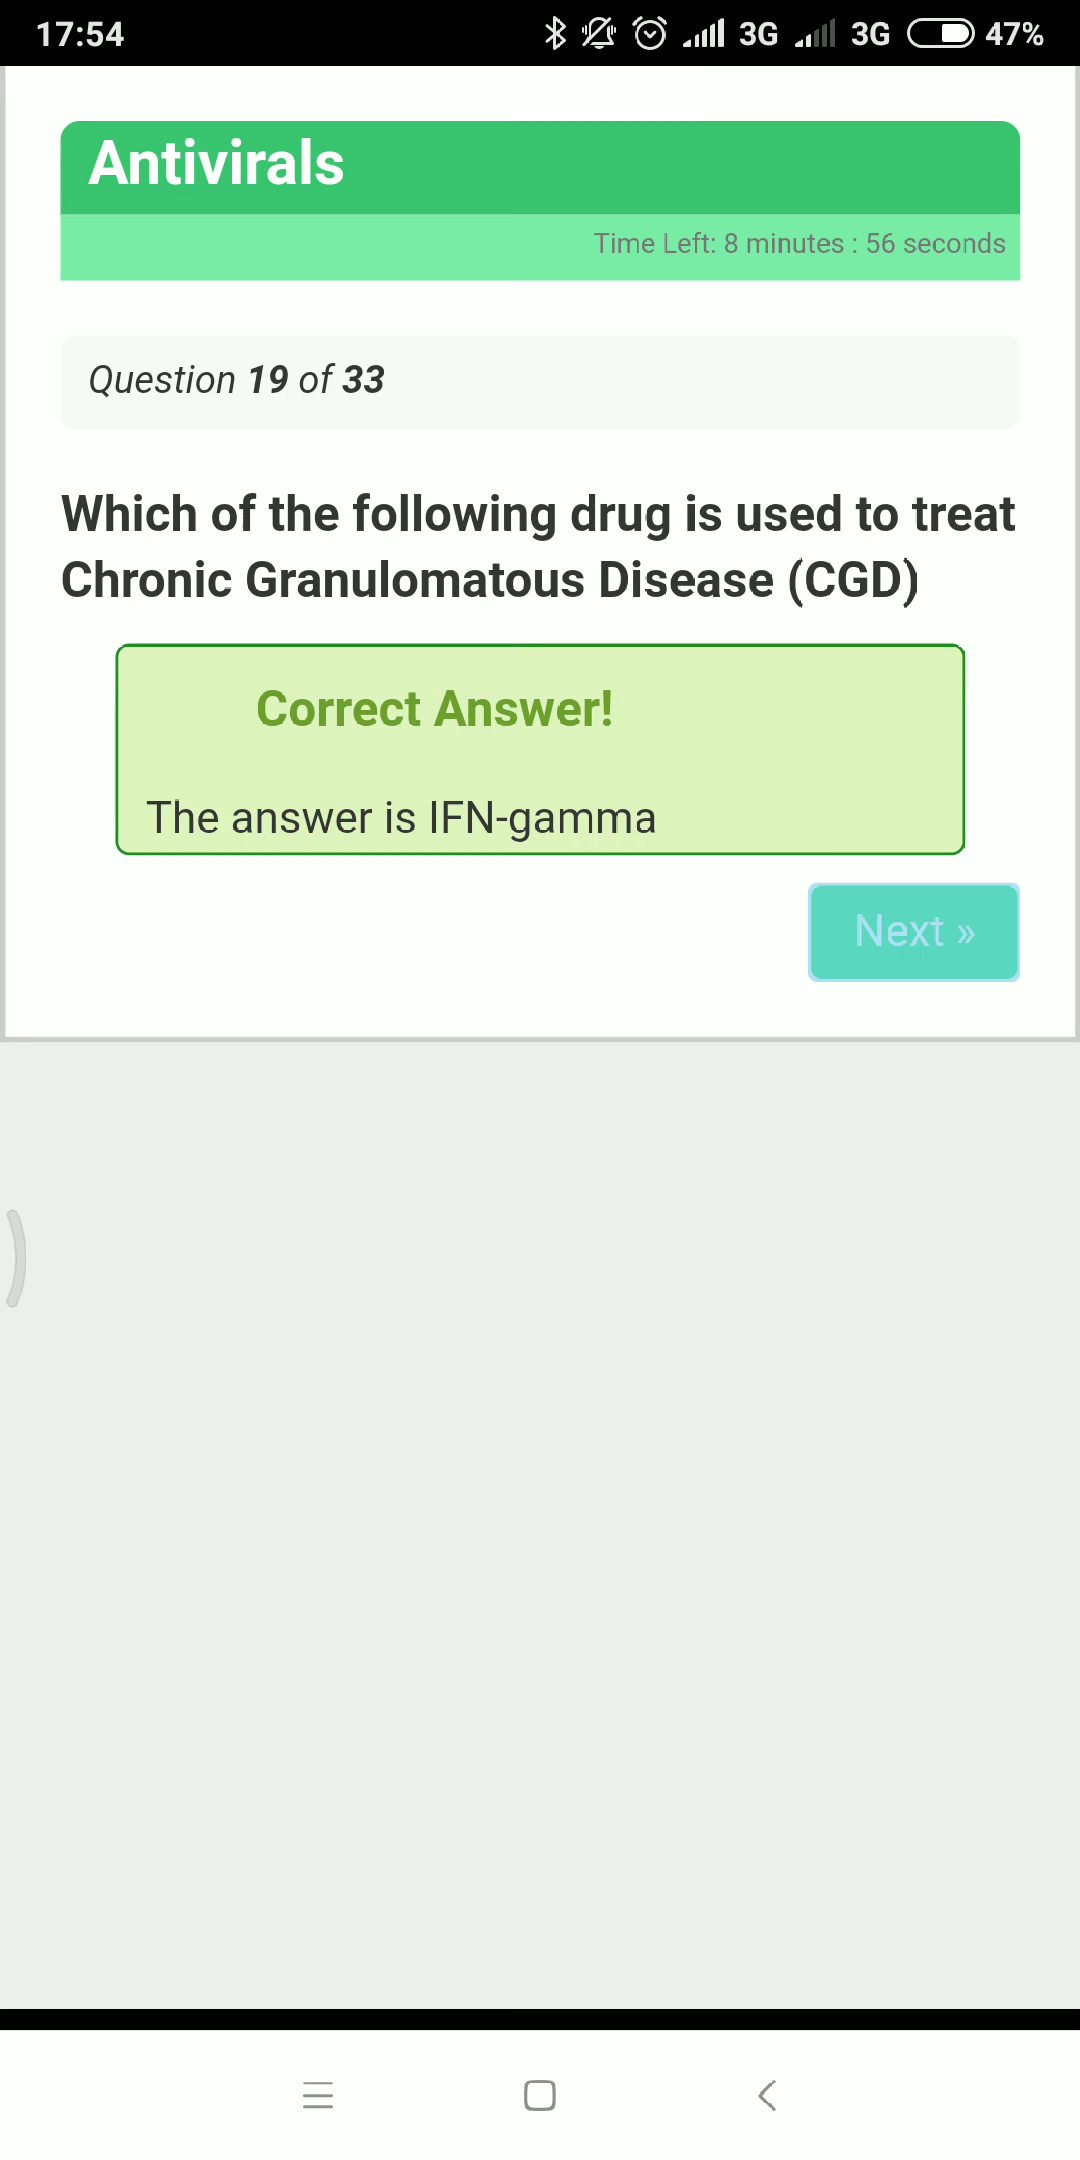 17:54 3G 3G 47%
Antivirals
Time Left: 8 minutes : 56 seconds
Question 19 of 33
Which of the following drug is used to treat
Chronic Granulomatous Disease (CGD)
Correct Answer!
The answer is IFN-gamma
Next »